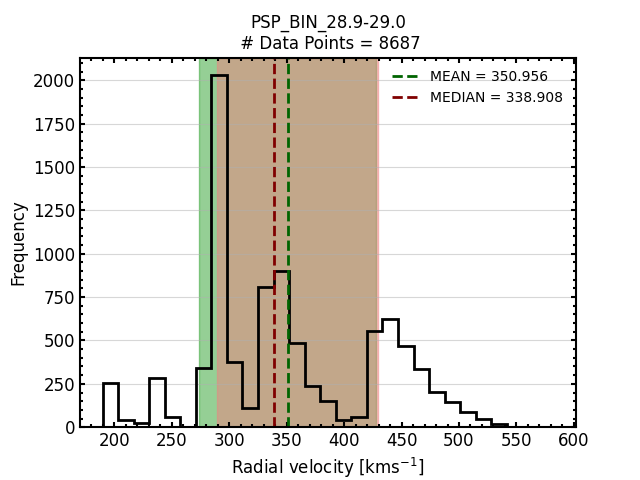 PSP_BIN_28.9-29.0
# Data Points = 8687
MEAN = 350.956
MEDIAN = 338.908
Frequency
2000
1750
1500
1250
1000
750
500
250
0
200 250 300 350 400 450 500 550 600
Radial velocity [kms⁻¹]